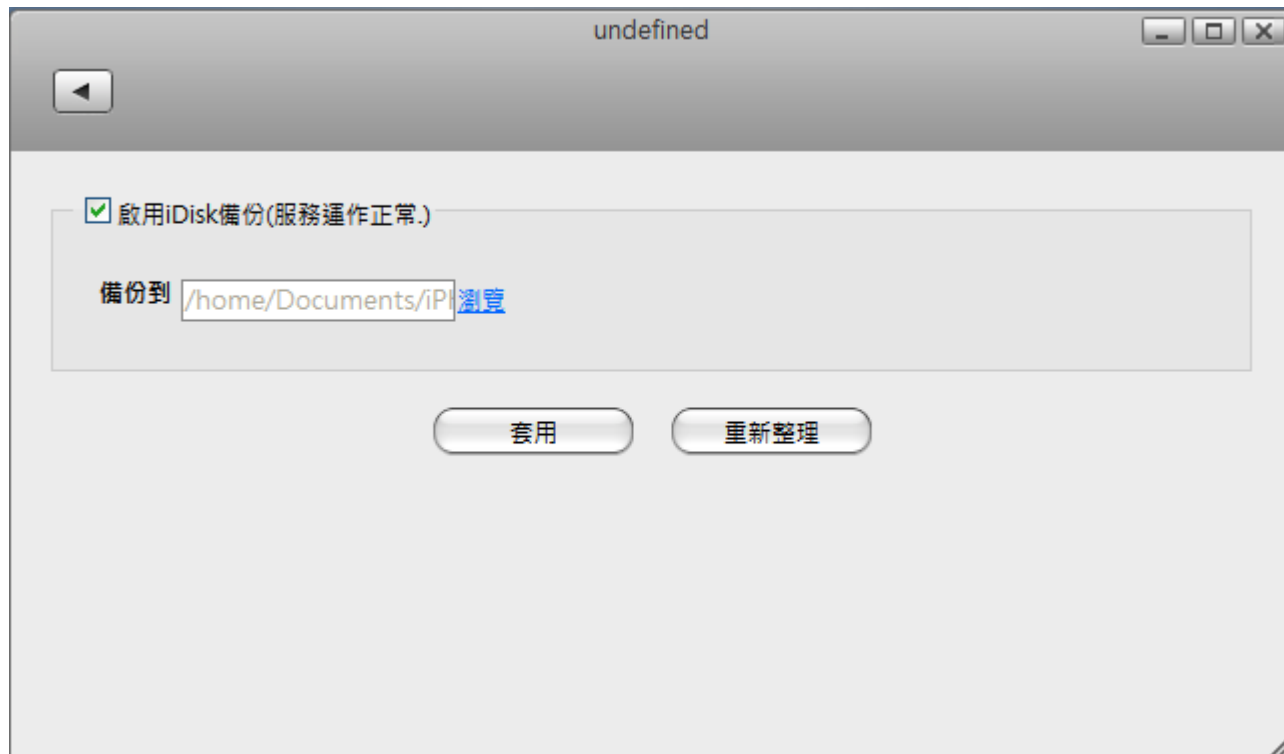 undefined
啟用iDisk備份(服務運作正常.)
備份到 /home/Documents/iP 瀏覽
套用 重新整理